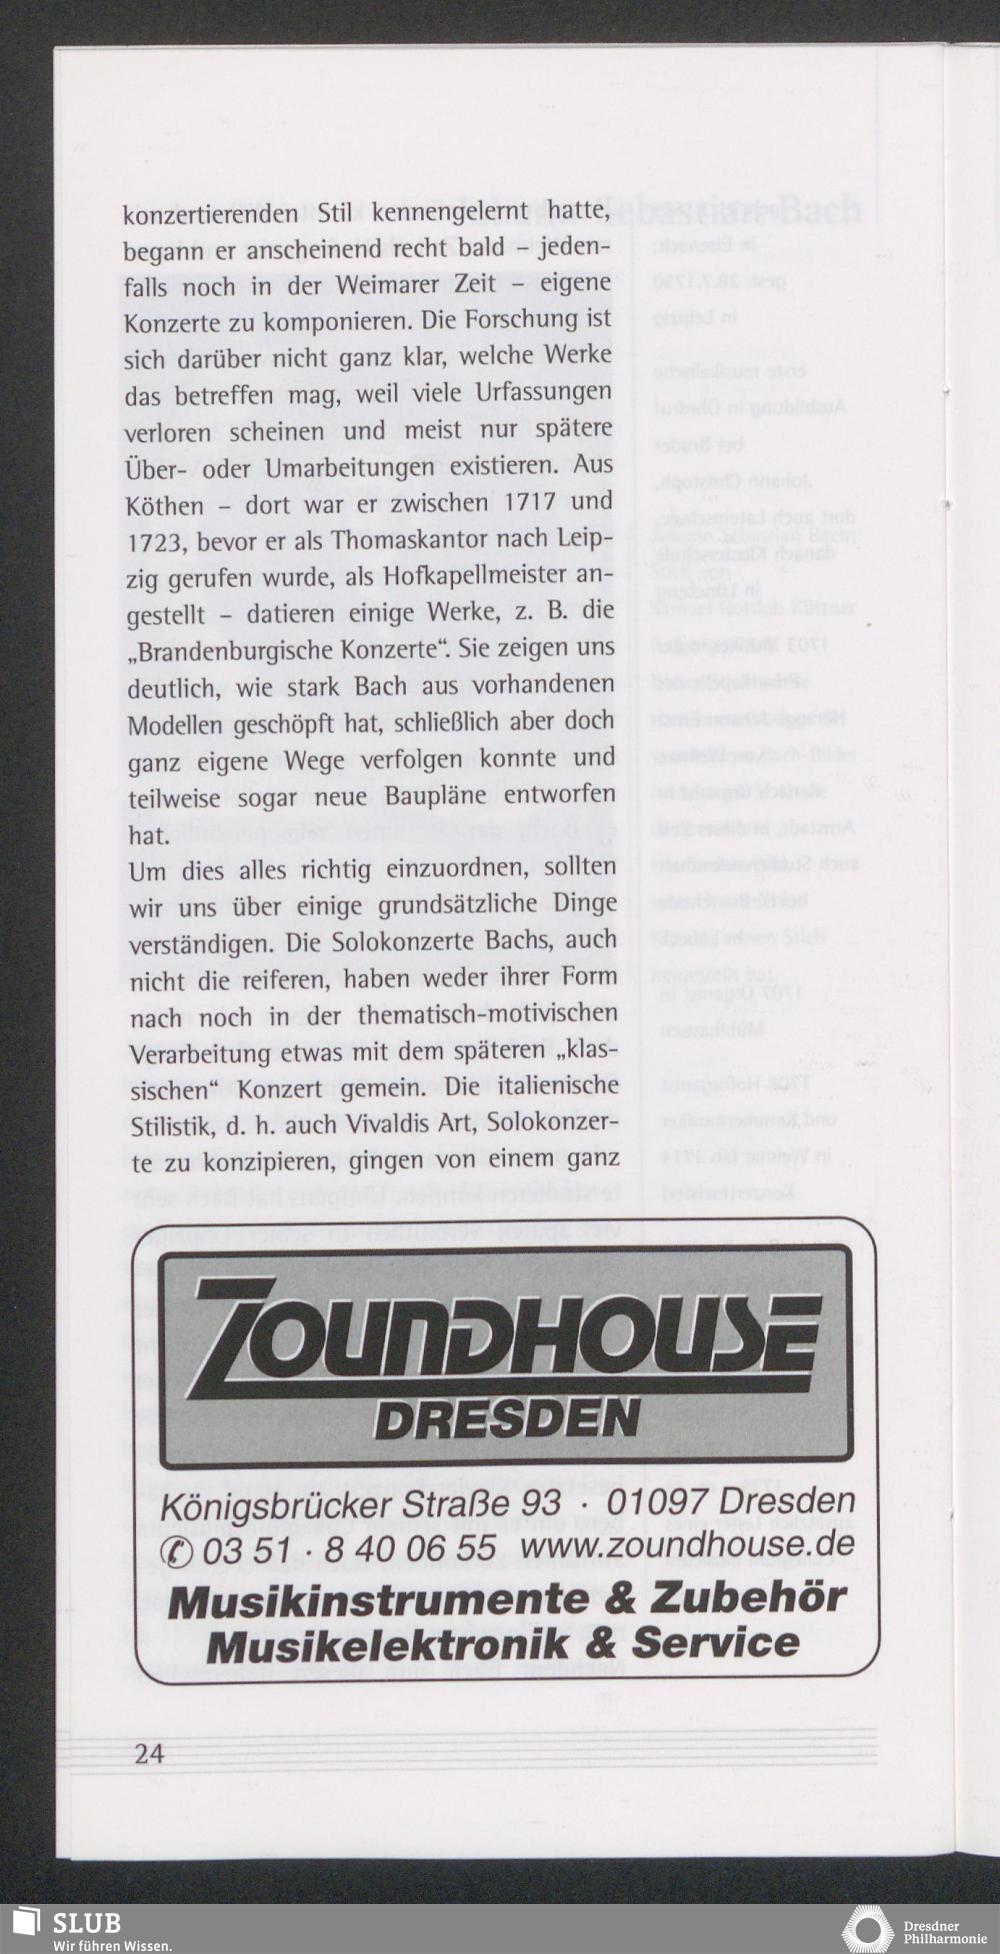 konzertierenden Stil kennengelernt hatte,
begann er anscheinend recht bald – jeden-
falls noch in der Weimarer Zeit – eigene
Konzerte zu komponieren. Die Forschung ist
sich darüber nicht ganz klar, welche Werke
das betreffen mag, weil viele Urfassungen
verloren scheinen und meist nur spätere
Über- oder Umarbeitungen existieren. Aus
Köthen – dort war er zwischen 1717 und
1723, bevor er als Thomaskantor nach Leip-
zig gerufen wurde, als Hofkapellmeister an-
gestellt – datieren einige Werke, z. B. die
„Brandenburgische Konzerte“. Sie zeigen uns
deutlich, wie stark Bach aus vorhandenen
Modellen geschöpft hat, schließlich aber doch
ganz eigene Wege verfolgen konnte und
teilweise sogar neue Baupläne entworfen
hat.
Um dies alles richtig einzuordnen, sollten
wir uns über einige grundsätzliche Dinge
verständigen. Die Solokonzerte Bachs, auch
nicht die reiferen, haben weder ihrer Form
nach noch in der thematisch-motivischen
Verarbeitung etwas mit dem späteren „klas-
sischen“ Konzert gemein. Die italienische
Stilistik, d. h. auch Vivaldis Art, Solokonzer-
te zu konzipieren, gingen von einem ganz
ZOUNDHOUSE
DRESDEN
Königsbrücker Straße 93 · 01097 Dresden
✆ 03 51 · 8 40 06 55 www.zoundhouse.de
Musikinstrumente & Zubehör
Musikelektronik & Service
24
SLUB
Wir führen Wissen.
Dresdner
Philharmonie